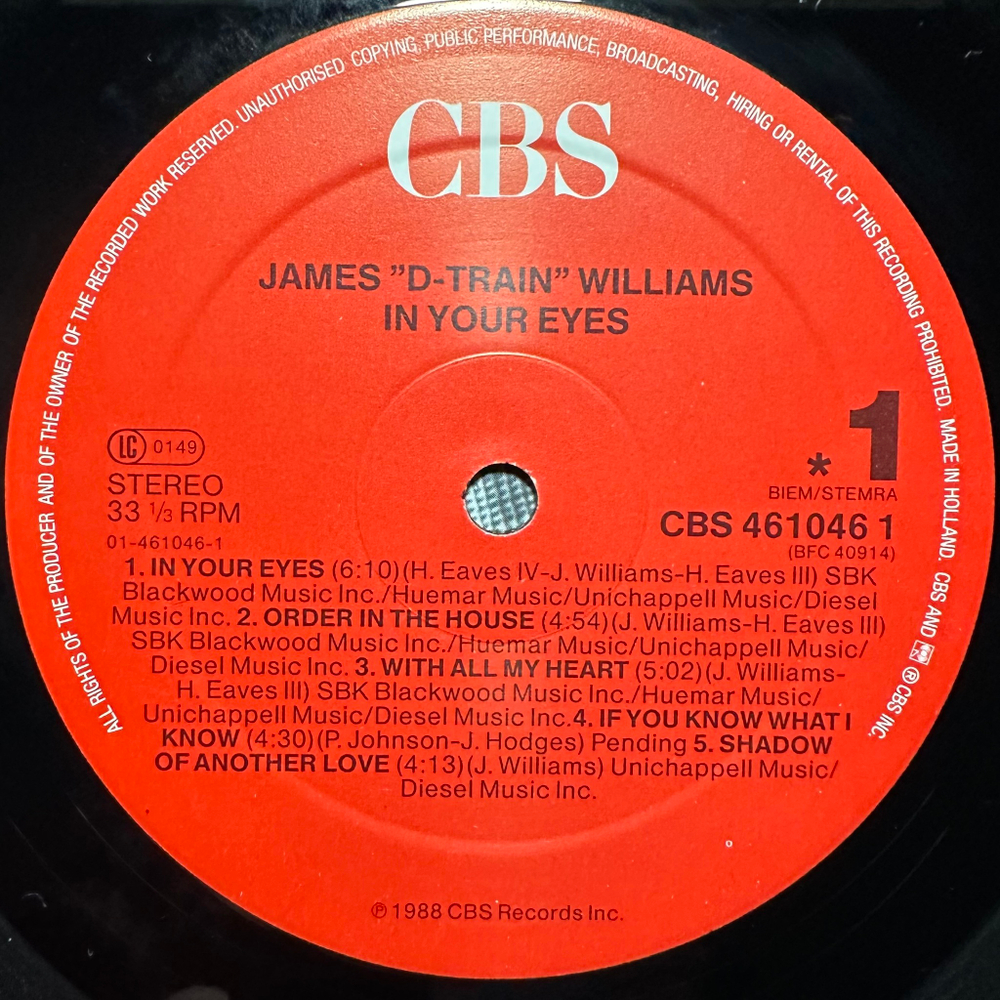 ALL RIGHTS OF THE PRODUCER AND OF THE OWNER OF THE RECORDED WORK RESERVED. UNAUTHORISED COPYING, PUBLIC PERFORMANCE, BROADCASTING, HIRING OR RENTAL OF THIS RECORDING PROHIBITED. MADE IN HOLLAND. CBS AND ℗ CBS INC.
CBS
JAMES ”D-TRAIN” WILLIAMS
IN YOUR EYES
LC 0149
STEREO
33 ⅓ RPM
01-461046-1
1
*
BIEM/STEMRA
CBS 461046 1
(BFC 40914)
1. IN YOUR EYES (6:10)(H. Eaves IV-J. Williams-H. Eaves III) SBK
Blackwood Music Inc./Huemar Music/Unichappell Music/Diesel
Music Inc. 2. ORDER IN THE HOUSE (4:54)(J. Williams-H. Eaves III)
SBK Blackwood Music Inc./Huemar Music/Unichappell Music/
Diesel Music Inc. 3. WITH ALL MY HEART (5:02)(J. Williams-
H. Eaves III) SBK Blackwood Music Inc./Huemar Music/
Unichappell Music/Diesel Music Inc.4. IF YOU KNOW WHAT I
KNOW (4:30)(P. Johnson-J. Hodges) Pending 5. SHADOW
OF ANOTHER LOVE (4:13)(J. Williams) Unichappell Music/
Diesel Music Inc.
℗ 1988 CBS Records Inc.